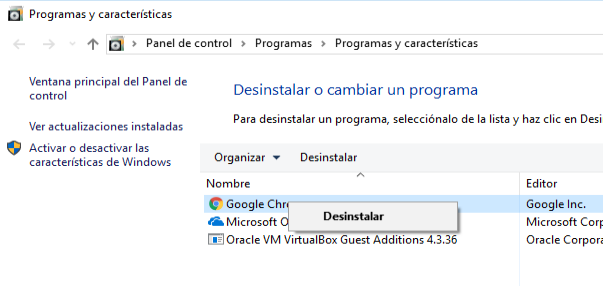 Programas y características
Panel de control Programas Programas y características
Ventana principal del Panel de
control
Ver actualizaciones instaladas
Activar o desactivar las
características de Windows
Desinstalar o cambiar un programa
Para desinstalar un programa, selecciónalo de la lista y haz clic en Desi
Organizar Desinstalar
Nombre Editor
Google Chro Google Inc.
Desinstalar
Microsoft O Microsoft Corp
Oracle VM VirtualBox Guest Additions 4.3.36 Oracle Corpora